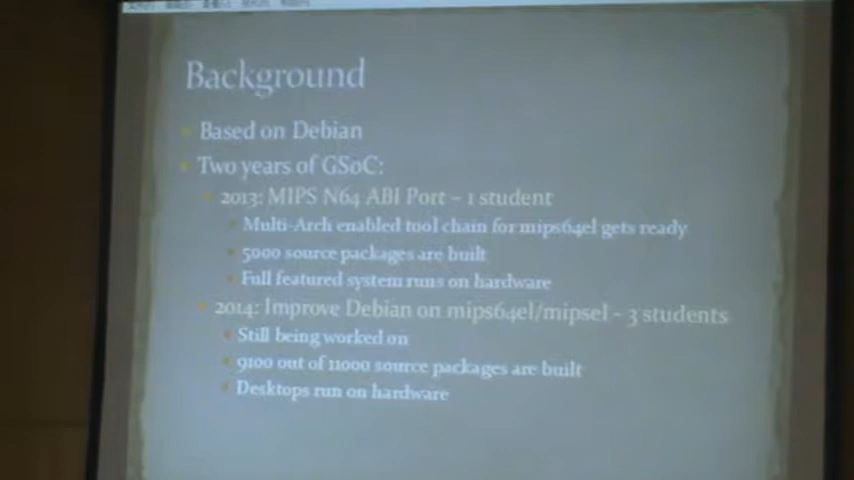 Background
Based on Debian
Two years of GSoC:
2013: MIPS N64 ABI Port – 1 student
Multi-Arch enabled tool chain for mips64el gets ready
5000 source packages are built
Full featured system runs on hardware
2014: Improve Debian on mips64el/mipsel - 3 students
Still being worked on
9100 out of 11000 source packages are built
Desktops run on hardware